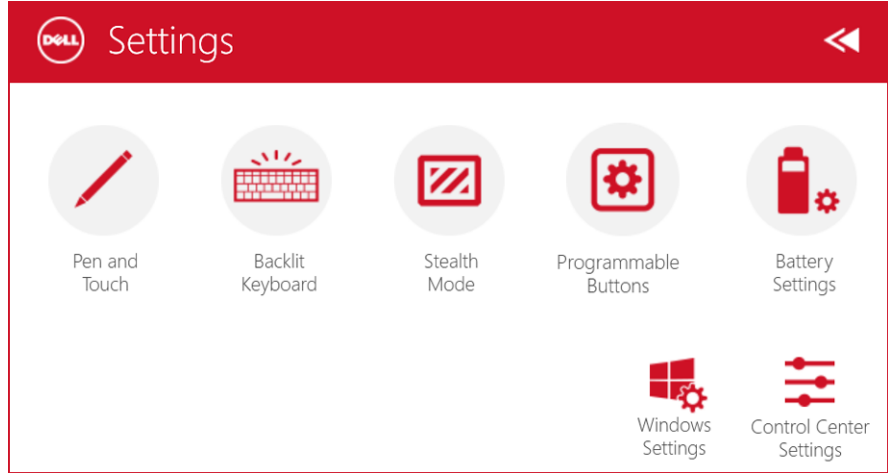 DELL Settings
Pen and
Touch
Backlit
Keyboard
Stealth
Mode
Programmable
Buttons
Battery
Settings
Windows
Settings
Control Center
Settings